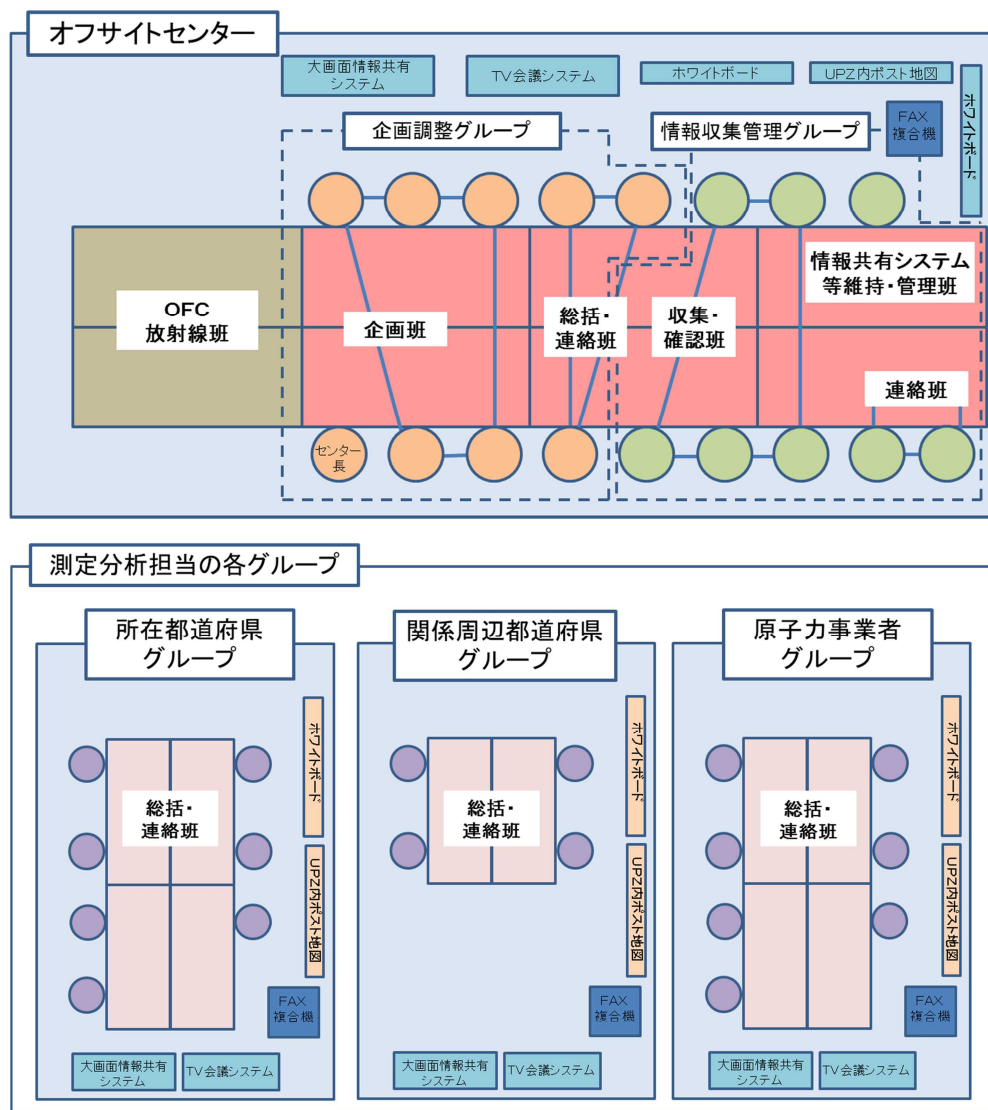 オフサイトセンター
大画面情報共有
システム
TV会議システム
ホワイトボード
UPZ内ポスト地図
ホワイトボード
企画調整グループ
情報収集管理グループ
FAX
複合機
OFC
放射線班
企画班
総括・
連絡班
収集・
確認班
情報共有システム
等維持・管理班
連絡班
センター
長
測定分析担当の各グループ
所在都道府県
グループ
ホワイトボード
総括・
連絡班
UPZ内ポスト地図
FAX
複合機
大画面情報共有
システム
TV会議システム
関係周辺都道府県
グループ
ホワイトボード
総括・
連絡班
UPZ内ポスト地図
FAX
複合機
大画面情報共有
システム
TV会議システム
原子力事業者
グループ
ホワイトボード
総括・
連絡班
UPZ内ポスト地図
FAX
複合機
大画面情報共有
システム
TV会議システム